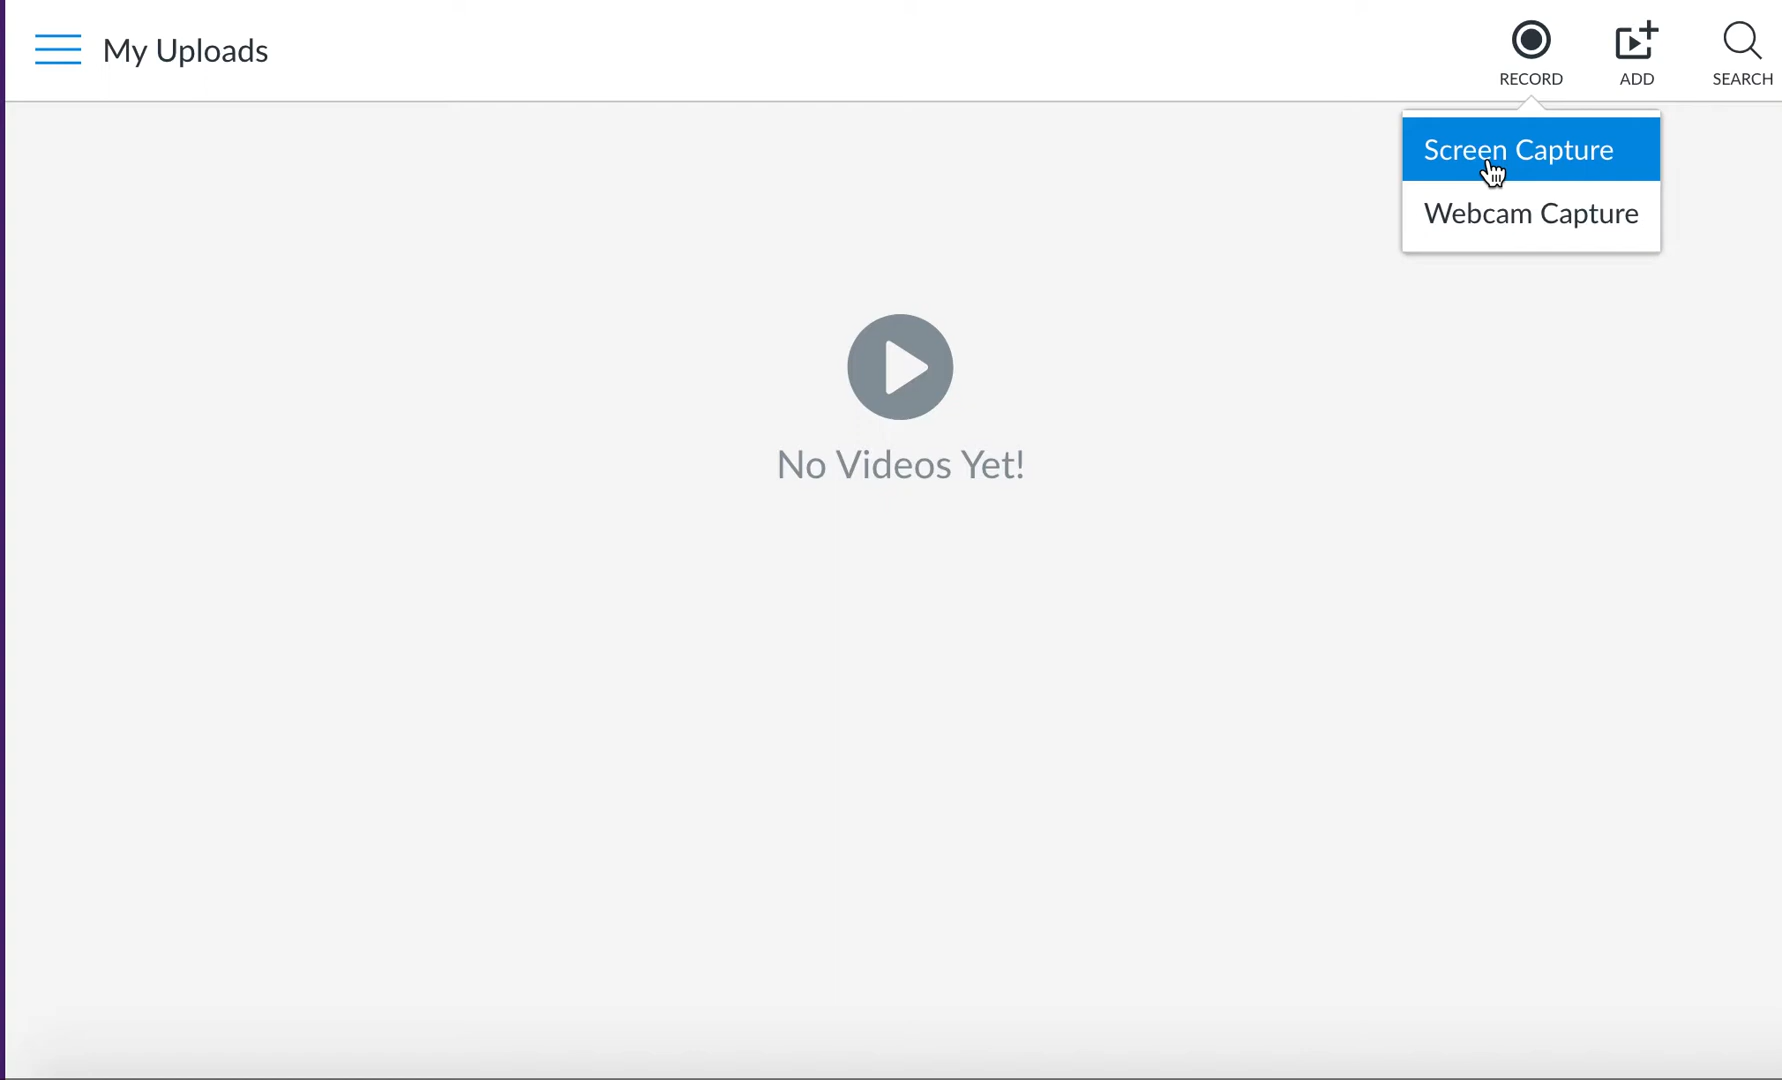 My Uploads
RECORD
ADD
SEARCH
Screen Capture
Webcam Capture
No Videos Yet!